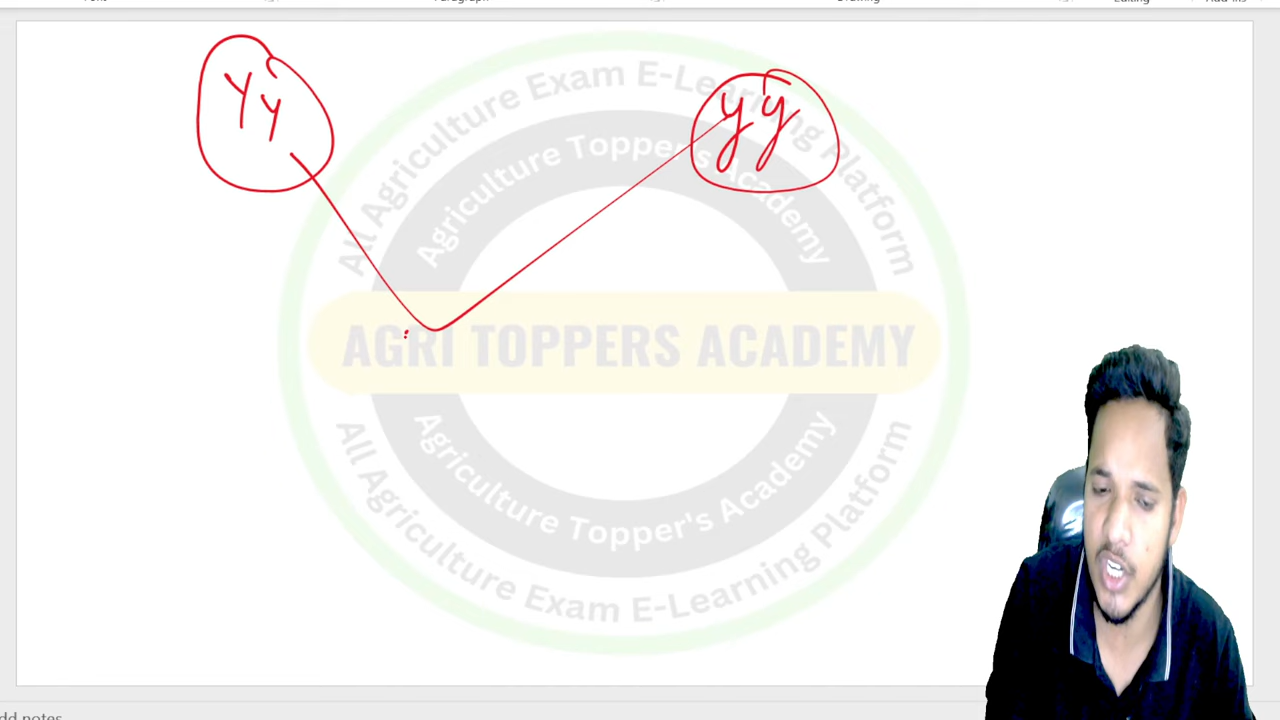 Editing
Yy
yy
All Agriculture Exam E-Learning Platform
Agriculture Topper's Academy
AGRI TOPPERS ACADEMY
Agriculture Topper's Academy
All Agriculture Exam E-Learning Platform
dd notes